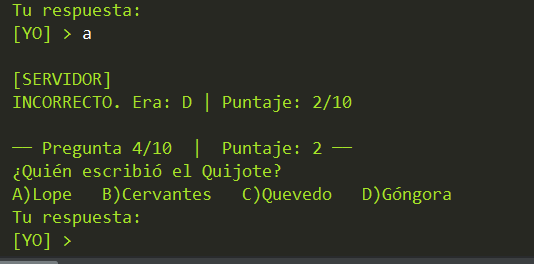 Tu respuesta:
[YO] > a
[SERVIDOR]
INCORRECTO. Era: D | Puntaje: 2/10
── Pregunta 4/10 | Puntaje: 2 ──
¿Quién escribió el Quijote?
A)Lope B)Cervantes C)Quevedo D)Góngora
Tu respuesta:
[YO] >